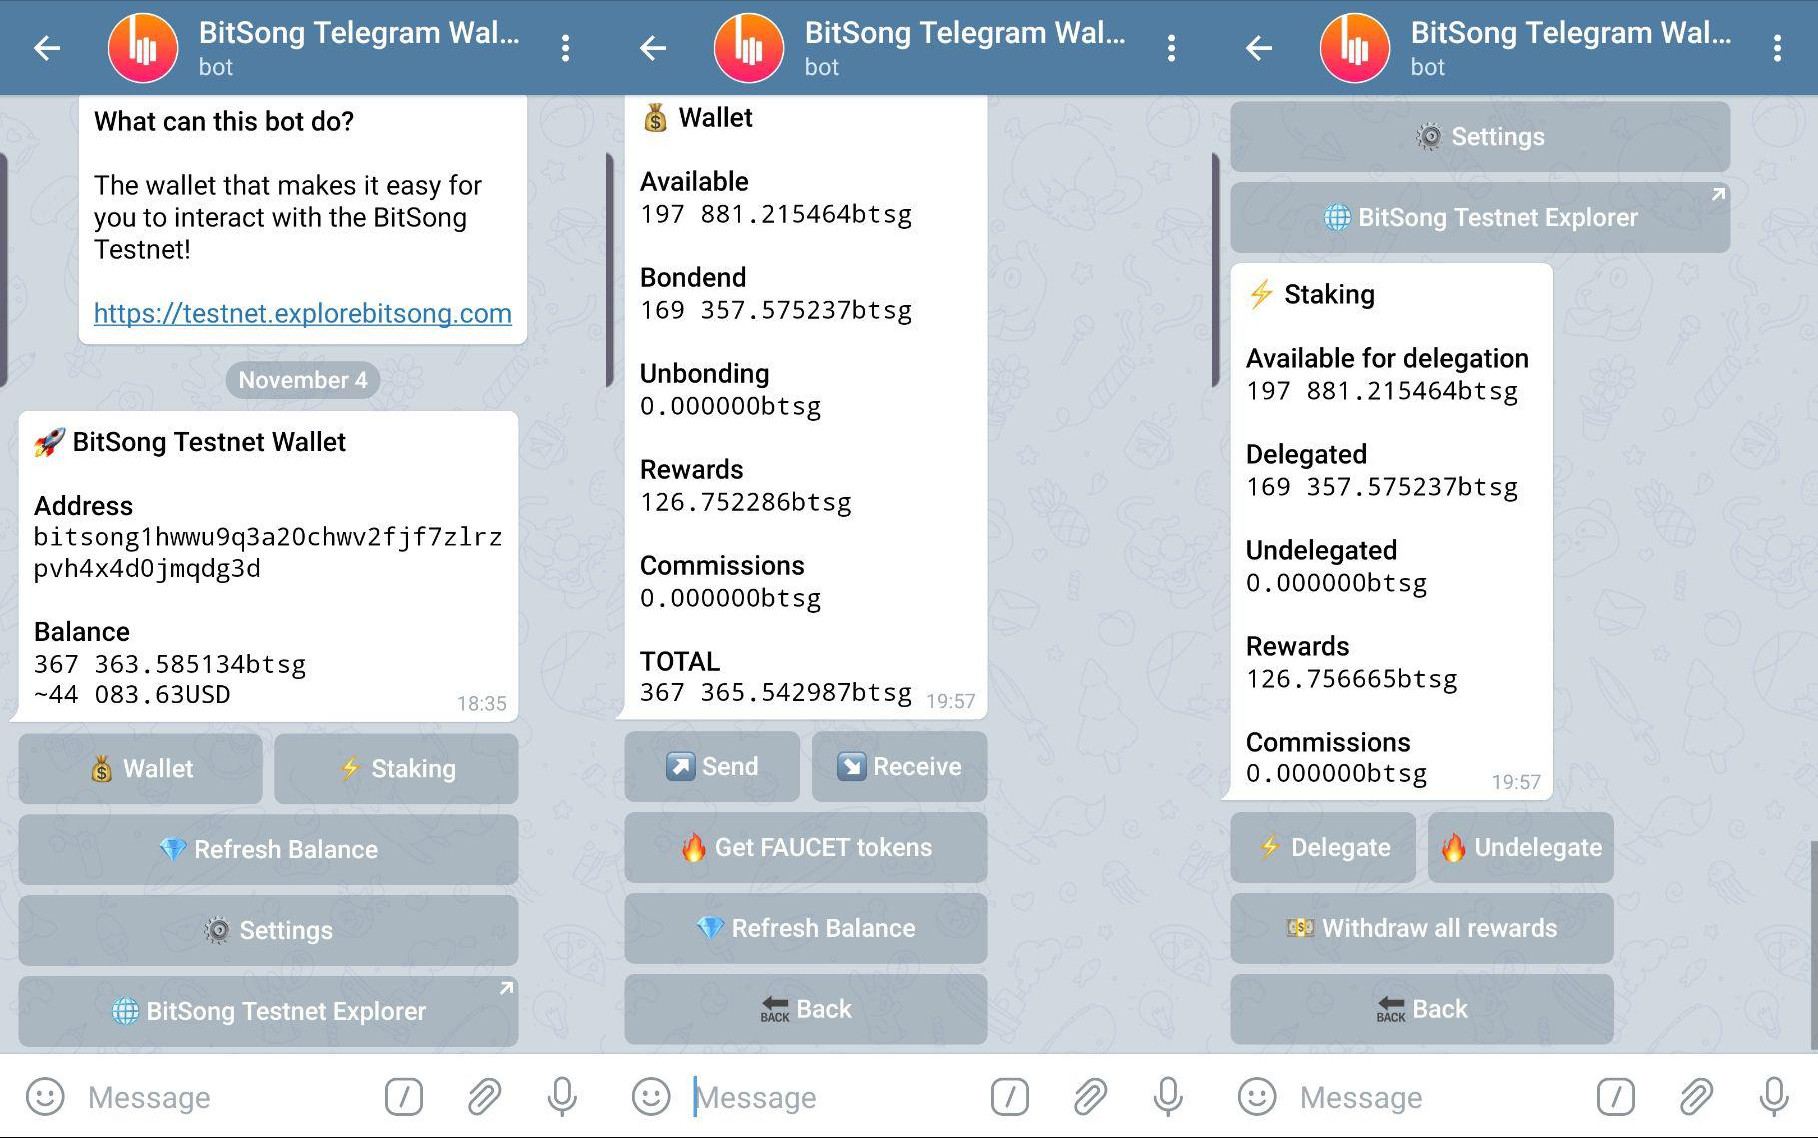 BitSong Telegram Wal...
bot
What can this bot do?
The wallet that makes it easy for
you to interact with the BitSong
Testnet!
https://testnet.explorebitsong.com
November 4
🚀 BitSong Testnet Wallet
Address
bitsong1hwwu9q3a20chwv2fjf7zlrz
pvh4x4d0jmqdg3d
Balance
367 363.585134btsg
~44 083.63USD
18:35
💰 Wallet
⚡ Staking
💎 Refresh Balance
⚙️ Settings
🌐 BitSong Testnet Explorer
Message
BitSong Telegram Wal...
bot
💰 Wallet
Available
197 881.215464btsg
Bondend
169 357.575237btsg
Unbonding
0.000000btsg
Rewards
126.752286btsg
Commissions
0.000000btsg
TOTAL
367 365.542987btsg
19:57
↗️ Send
↘️ Receive
🔥 Get FAUCET tokens
💎 Refresh Balance
🔙 Back
Message
BitSong Telegram Wal...
bot
⚙️ Settings
🌐 BitSong Testnet Explorer
⚡ Staking
Available for delegation
197 881.215464btsg
Delegated
169 357.575237btsg
Undelegated
0.000000btsg
Rewards
126.756665btsg
Commissions
0.000000btsg
19:57
⚡ Delegate
🔥 Undelegate
💵 Withdraw all rewards
🔙 Back
Message